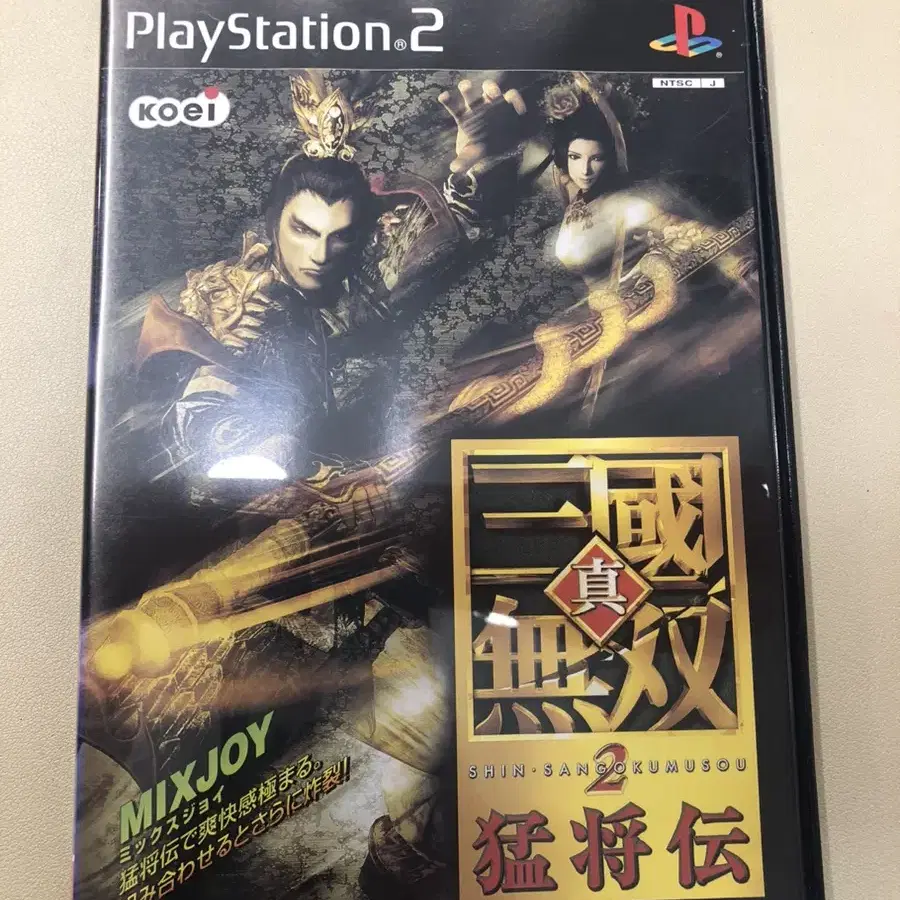 PlayStation®2
NTSC J
KOEI
三國
真
無双
2
SHIN・SANGOKUMUSOU
猛将伝
MIXJOY
ミックスジョイ
猛将伝で爽快感極まる。
組み合わせるとさらに炸裂!